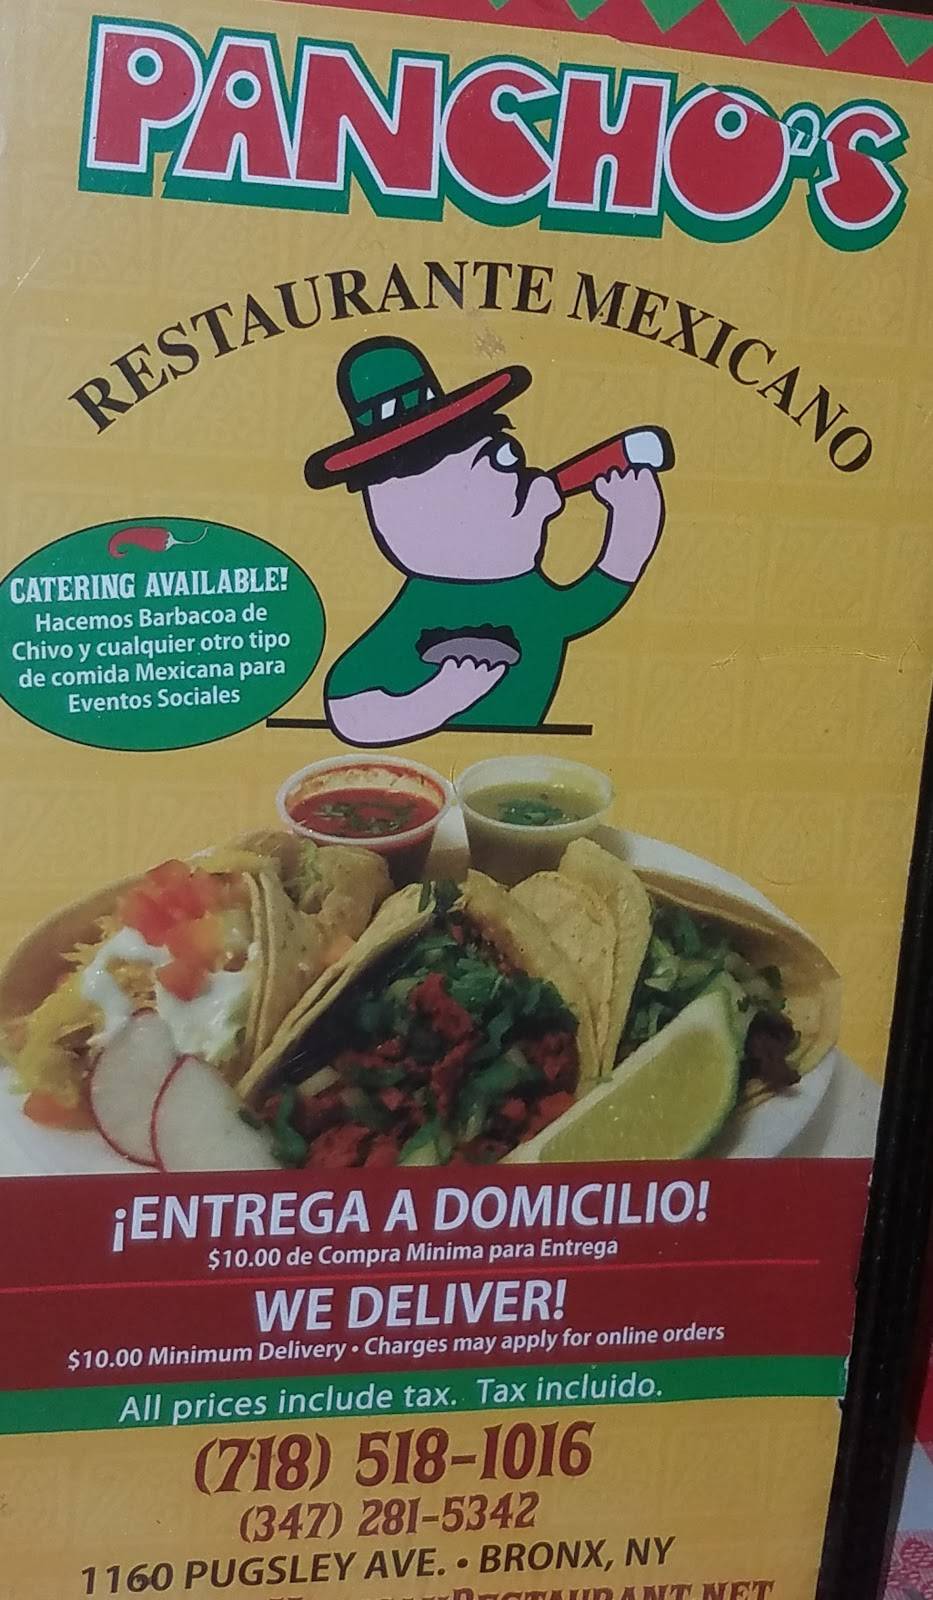 PANCHO'S
RESTAURANTE MEXICANO
CATERING AVAILABLE!
Hacemos Barbacoa de
Chivo y cualquier otro tipo
de comida Mexicana para
Eventos Sociales
¡ENTREGA A DOMICILIO!
$10.00 de Compra Minima para Entrega
WE DELIVER!
$10.00 Minimum Delivery • Charges may apply for online orders
All prices include tax. Tax incluido.
(718) 518-1016
(347) 281-5342
1160 PUGSLEY AVE. • BRONX, NY